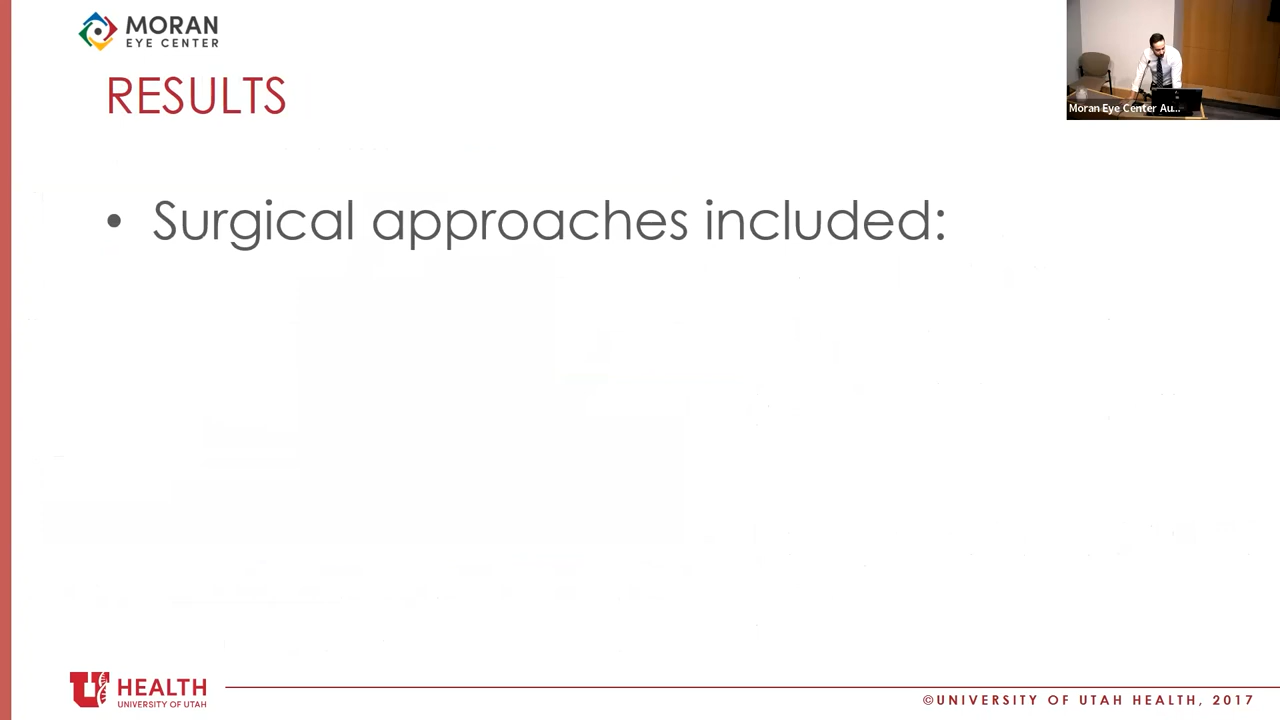 MORAN
EYE CENTER
RESULTS
Moran Eye Center Au...
• Surgical approaches included:
U HEALTH
UNIVERSITY OF UTAH
©UNIVERSITY OF UTAH HEALTH, 2017